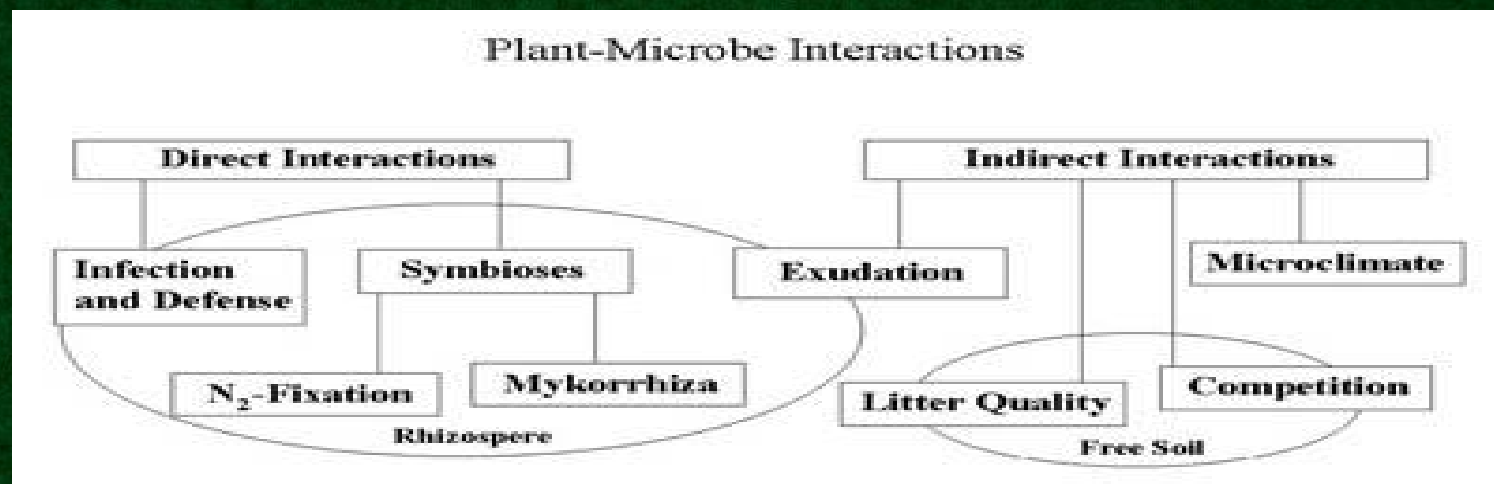 Plant-Microbe Interactions
Direct Interactions
Indirect Interactions
Infection
and Defense
Symbioses
Exudation
Microclimate
N₂-Fixation
Mykorrhiza
Litter Quality
Competition
Rhizospere
Free Soil